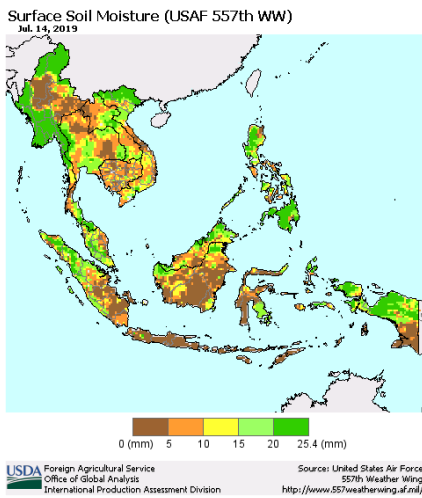 Surface Soil Moisture (USAF 557th WW)
Jul. 14, 2019
0 (mm) 5 10 15 20 25.4 (mm)
USDA
Foreign Agricultural Service
Office of Global Analysis
International Production Assessment Division
Source: United States Air Force
557th Weather Wing
http://www.557weatherwing.af.mil/